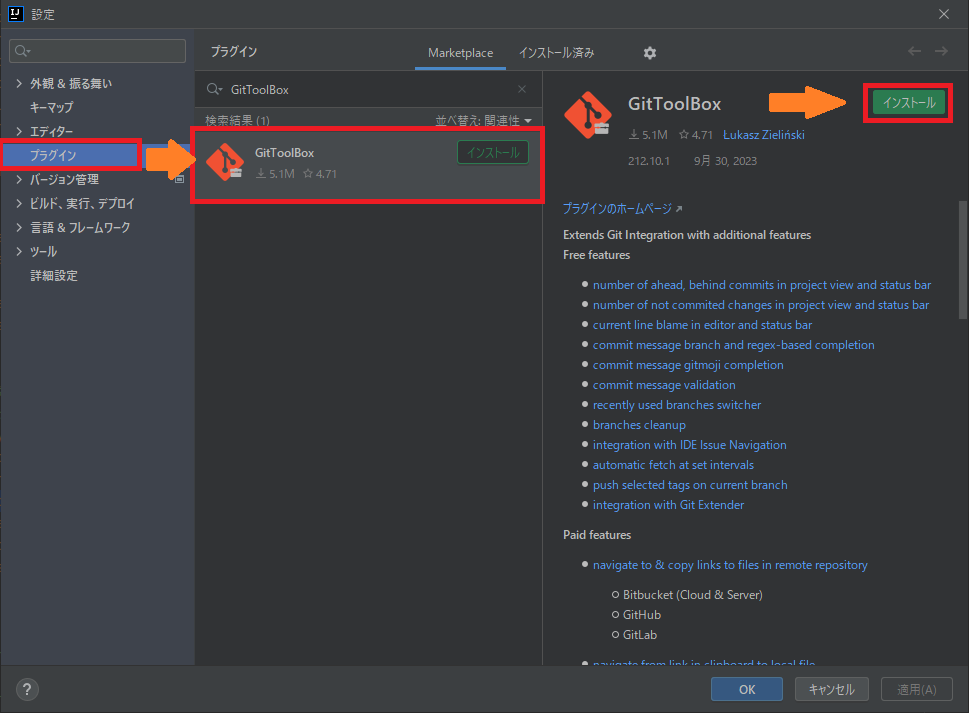 設定
外観 & 振る舞い
キーマップ
エディター
プラグイン
バージョン管理
ビルド、実行、デプロイ
言語 & フレームワーク
ツール
詳細設定
プラグイン
Marketplace
インストール済み
GitToolBox
検索結果 (1)
並べ替え: 関連性
GitToolBox
インストール
5.1M 4.71
GitToolBox
インストール
5.1M 4.71 Łukasz Zieliński
212.10.1 9月 30, 2023
プラグインのホームページ ↗
Extends Git Integration with additional features
Free features
number of ahead, behind commits in project view and status bar
number of not commited changes in project view and status bar
current line blame in editor and status bar
commit message branch and regex-based completion
commit message gitmoji completion
commit message validation
recently used branches switcher
branches cleanup
integration with IDE Issue Navigation
automatic fetch at set intervals
push selected tags on current branch
integration with Git Extender
Paid features
navigate to & copy links to files in remote repository
Bitbucket (Cloud & Server)
GitHub
GitLab
navigate from link in clipboard to local file
?
OK
キャンセル
適用(A)